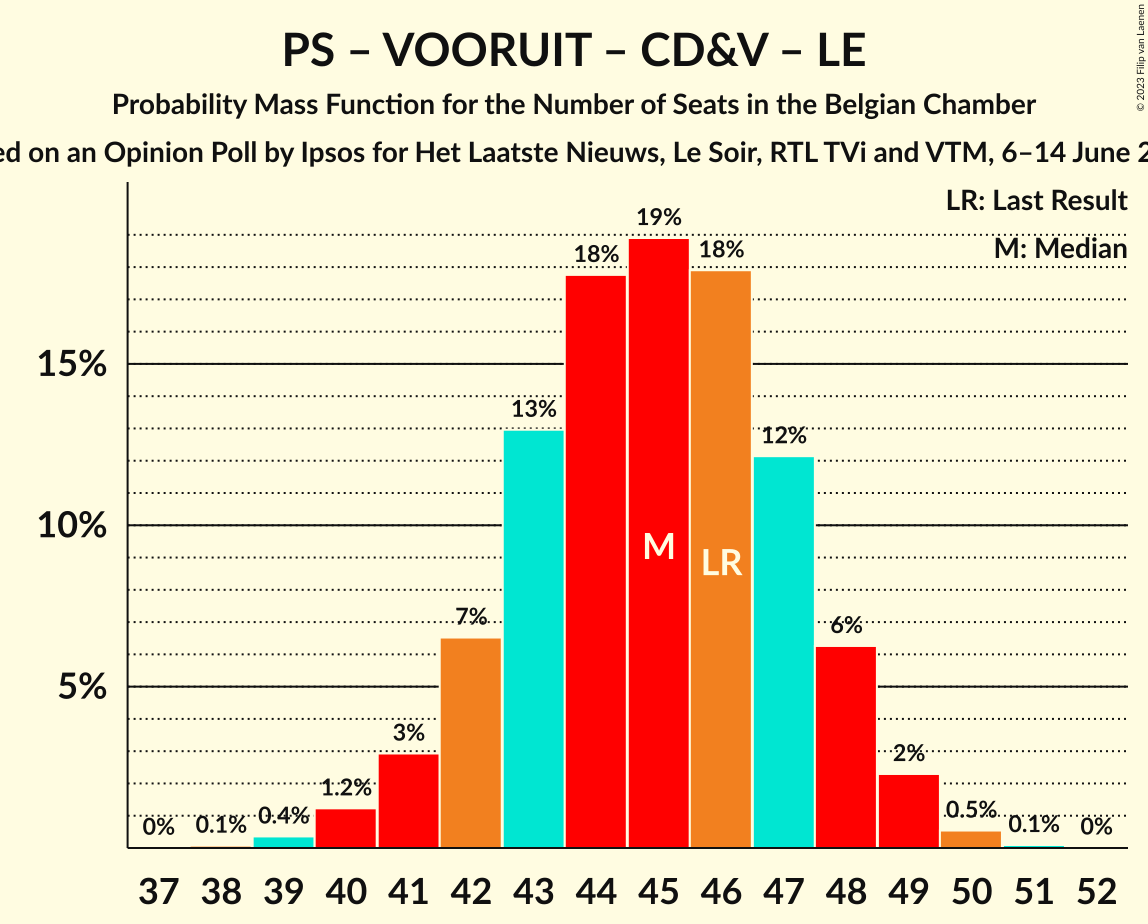 PS – VOORUIT – CD&V – LE
Probability Mass Function for the Number of Seats in the Belgian Chamber
on an Opinion Poll by Ipsos for Het Laatste Nieuws, Le Soir, RTL TVi and VTM, 6–14 June
© 2023 Filip van Laenen
LR: Last Result
M: Median
19%
18%
18%
15%
13%
12%
10%
M
LR
7%
6%
5%
3%
2%
1.2%
0.4%
0.5%
0%
0.1%
0.1%
0%
37 38 39 40 41 42 43 44 45 46 47 48 49 50 51 52